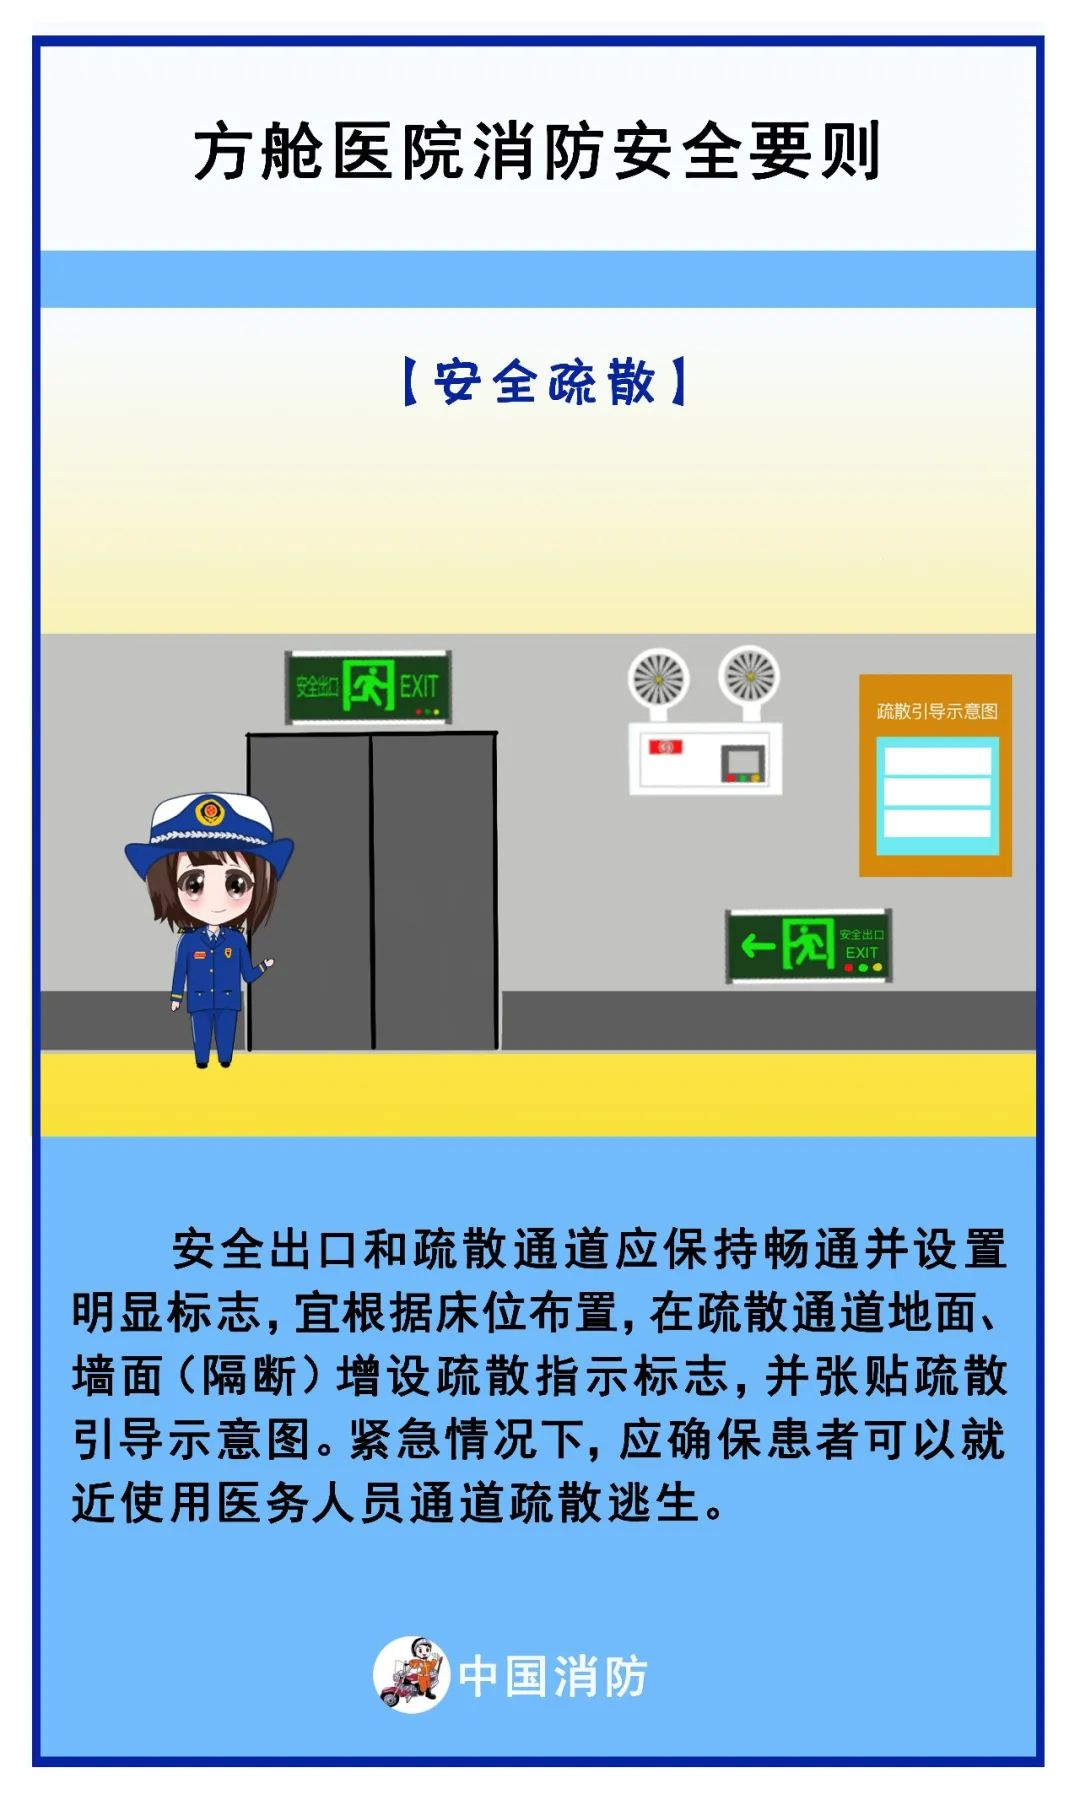 方舱医院消防安全要则
【安全疏散】
安全出口 EXIT
疏散引导示意图
安全出口
EXIT
安全出口和疏散通道应保持畅通并设置
明显标志，宜根据床位布置，在疏散通道地面、
墙面（隔断）增设疏散指示标志，并张贴疏散
引导示意图。紧急情况下，应确保患者可以就
近使用医务人员通道疏散逃生。
中国消防